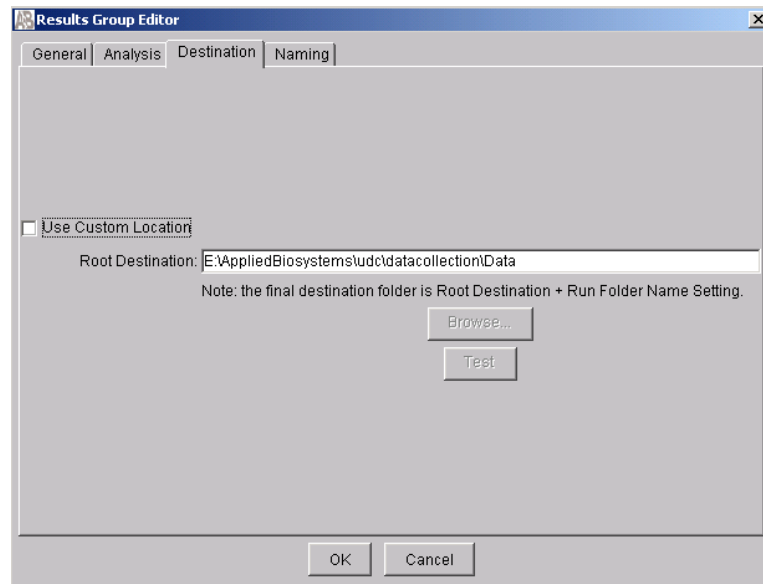 AB Results Group Editor
General Analysis Destination Naming
Use Custom Location
Root Destination: E:\AppliedBiosystems\udc\datacollection\Data
Note: the final destination folder is Root Destination + Run Folder Name Setting.
Browse...
Test
OK Cancel